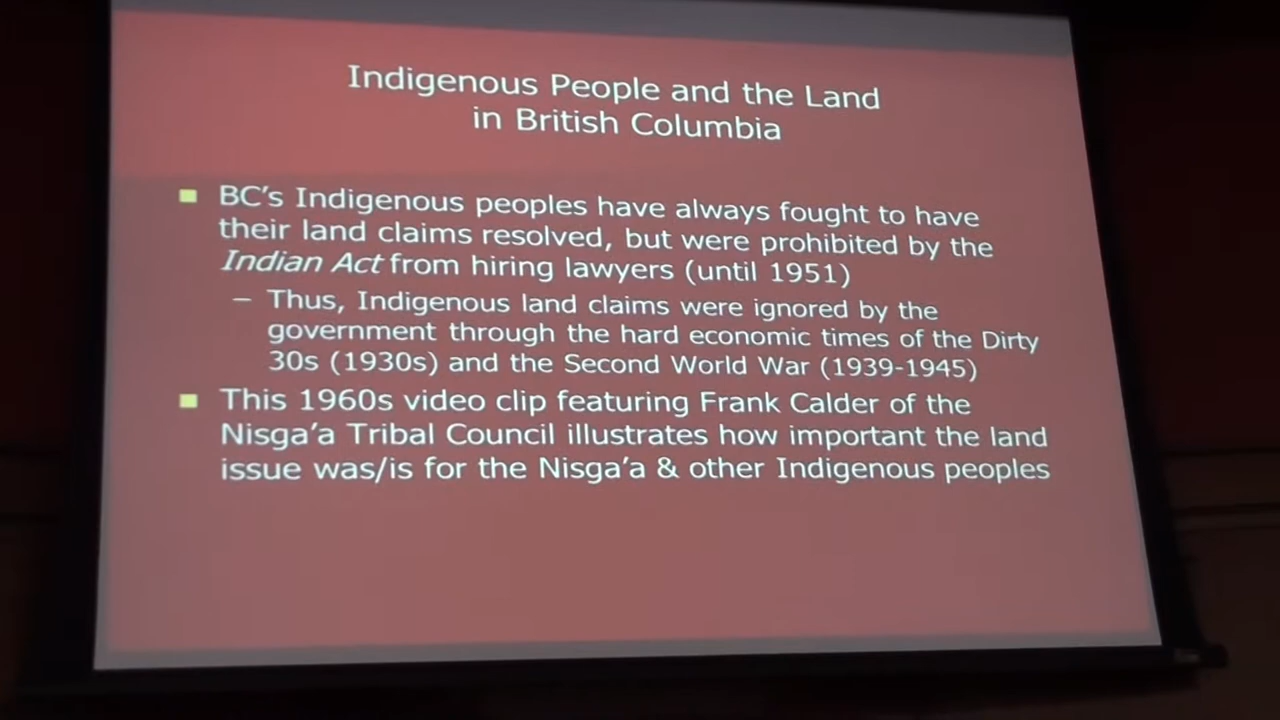 Indigenous People and the Land
in British Columbia
BC's Indigenous peoples have always fought to have
their land claims resolved, but were prohibited by the
Indian Act from hiring lawyers (until 1951)
– Thus, Indigenous land claims were ignored by the
government through the hard economic times of the Dirty
30s (1930s) and the Second World War (1939-1945)
This 1960s video clip featuring Frank Calder of the
Nisga'a Tribal Council illustrates how important the land
issue was/is for the Nisga'a & other Indigenous peoples